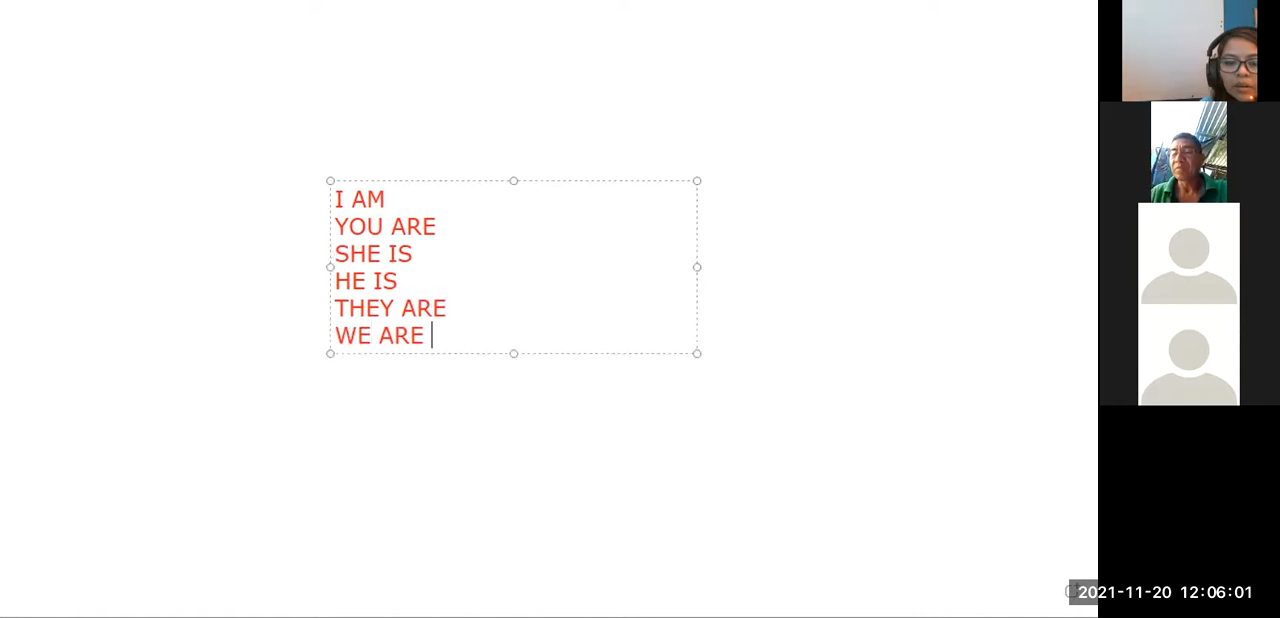 I AM
YOU ARE
SHE IS
HE IS
THEY ARE
WE ARE
2021-11-20 12:06:01